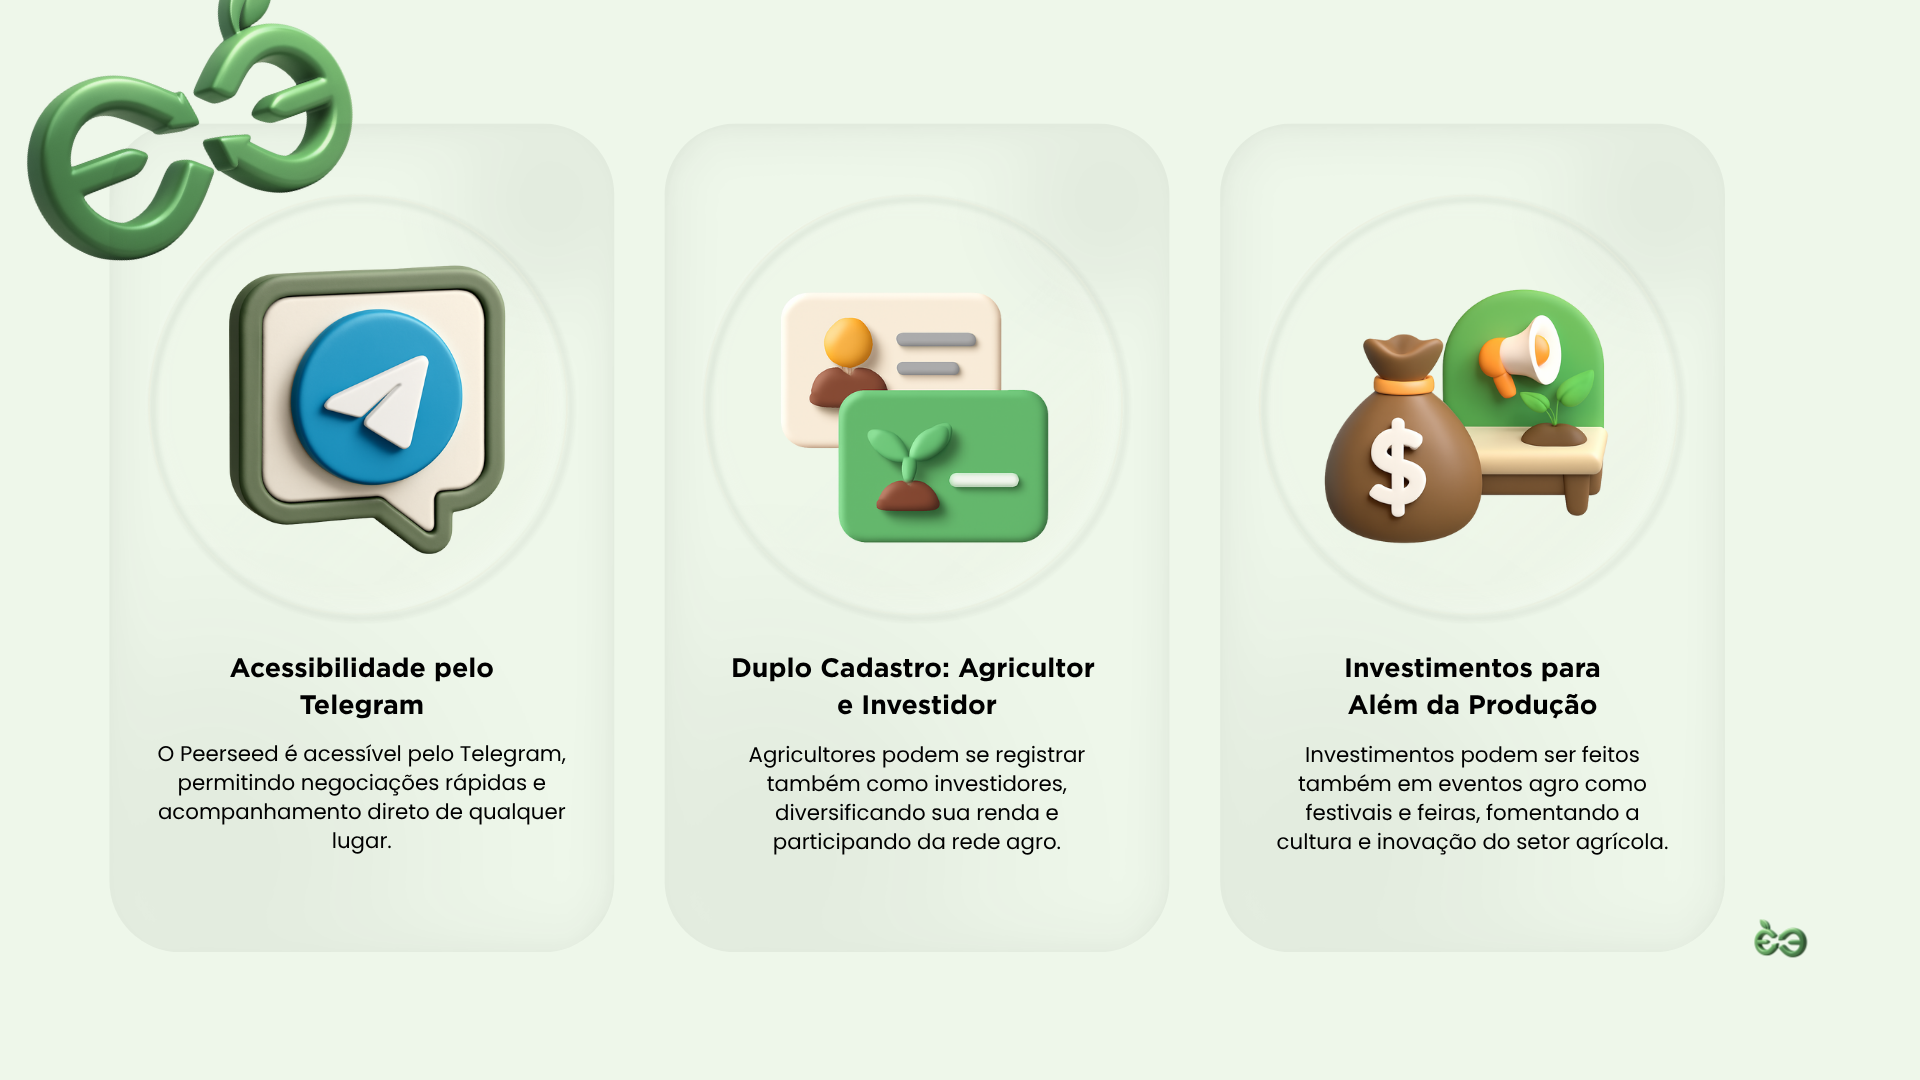 Acessibilidade pelo
Telegram
O Peerseed é acessível pelo Telegram,
permitindo negociações rápidas e
acompanhamento direto de qualquer
lugar.
Duplo Cadastro: Agricultor
e Investidor
Agricultores podem se registrar
também como investidores,
diversificando sua renda e
participando da rede agro.
Investimentos para
Além da Produção
Investimentos podem ser feitos
também em eventos agro como
festivais e feiras, fomentando a
cultura e inovação do setor agrícola.
$